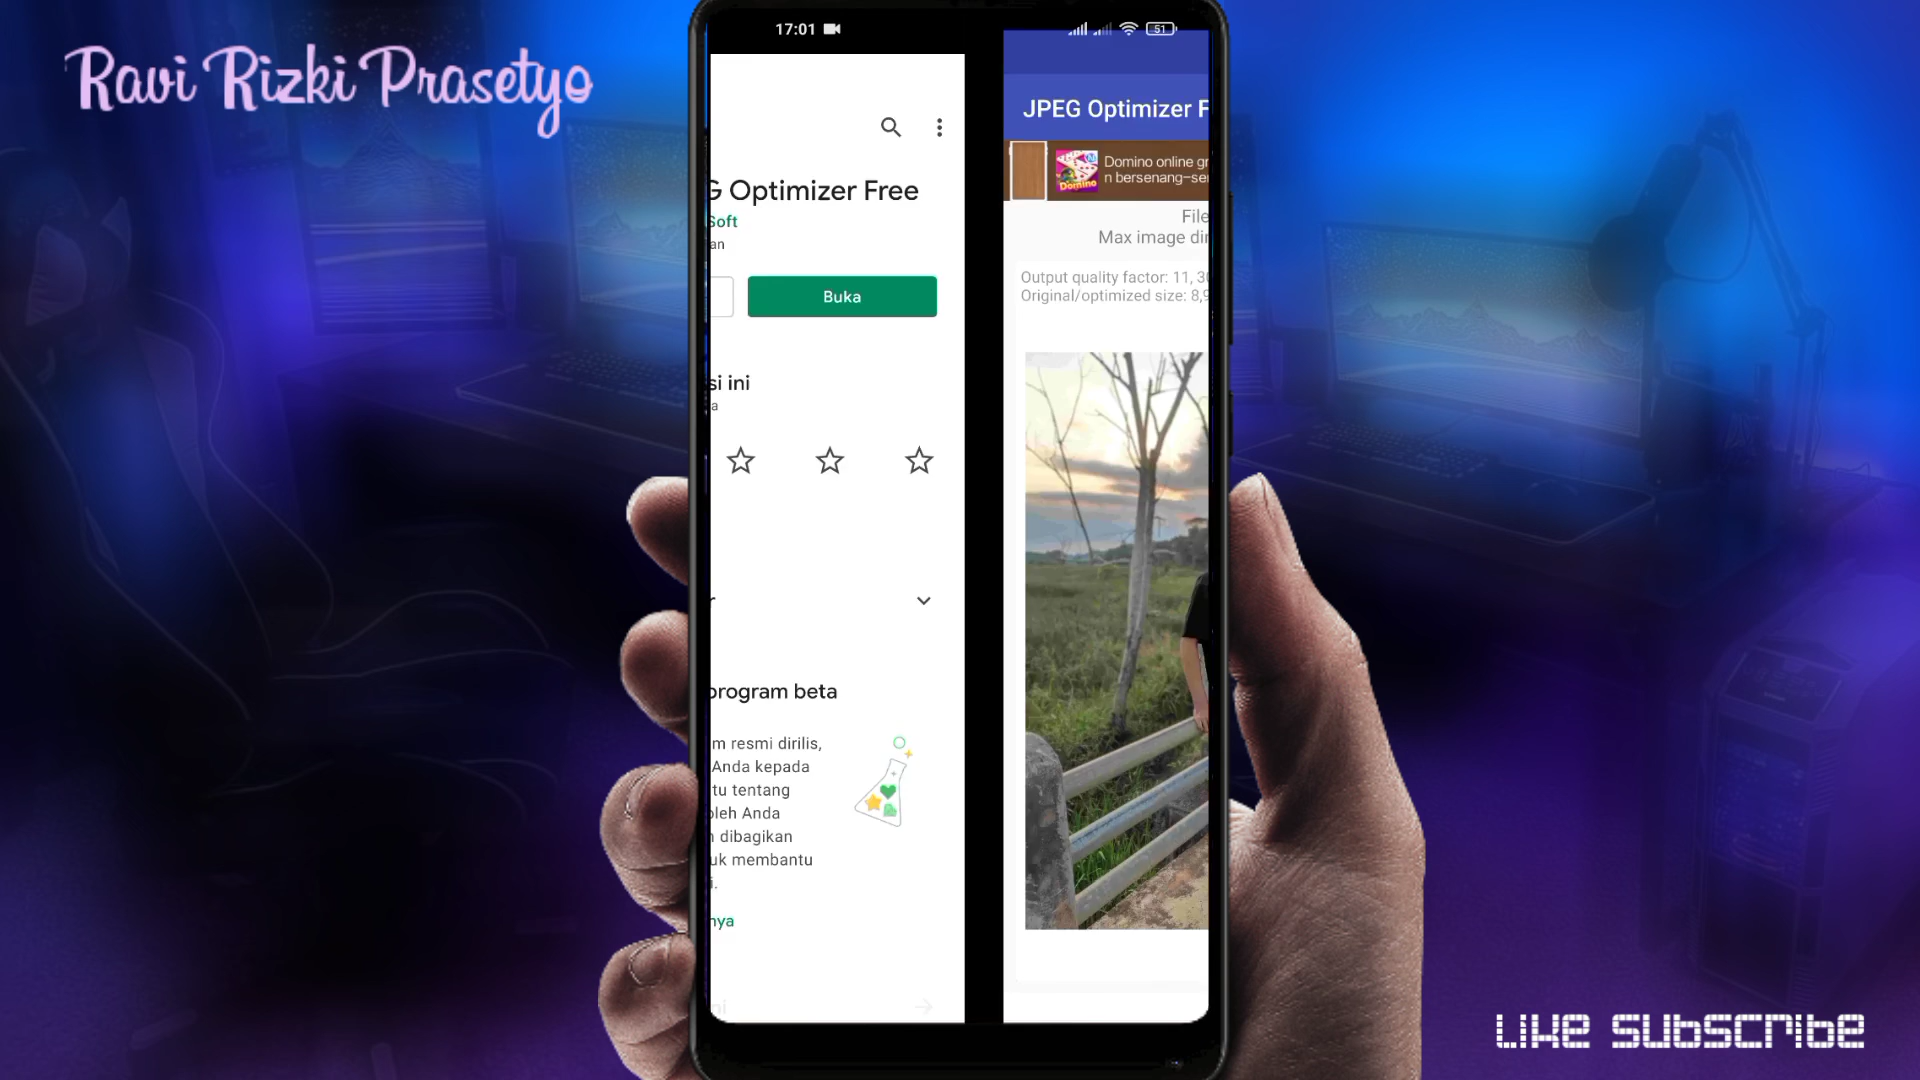 Ravi Rizki Prasetyo
17:01
51
G Optimizer Free
Soft
an
Buka
si ini
a
r
program beta
m resmi dirilis,
Anda kepada
tu tentang
oleh Anda
n dibagikan
uk membantu
i.
nya
JPEG Optimizer F
Domino
Domino online gr
n bersenang-se
File
Max image di
Output quality factor: 11, 30
Original/optimized size: 8,9
Like Subscribe